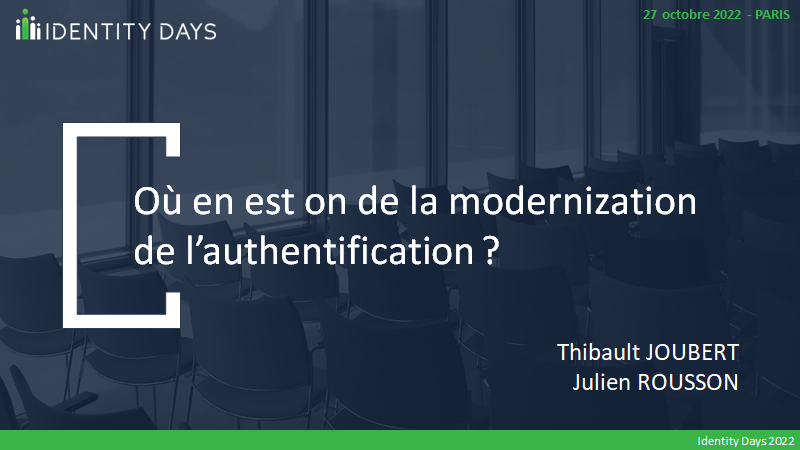 27 octobre 2022 - PARIS
IDENTITY DAYS
Où en est on de la modernization
de l’authentification ?
Thibault JOUBERT
Julien ROUSSON
Identity Days 2022